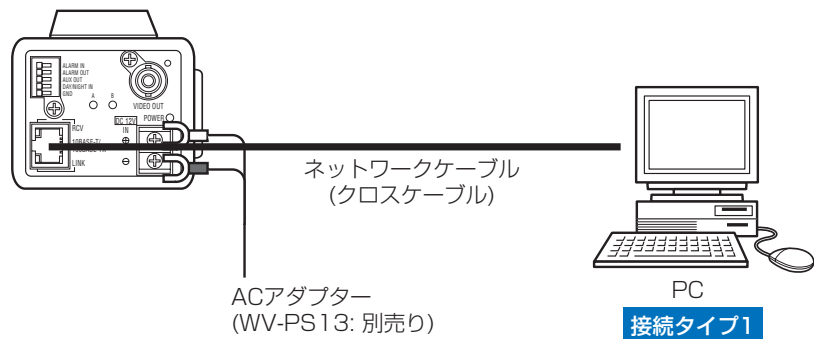 ALARM IN
ALARM OUT
AUX OUT
DAY/NIGHT IN
GND
A B
VIDEO OUT
DC 12V
IN
POWER
RCV
10BASE-T/
LINK
ネットワークケーブル
(クロスケーブル)
ACアダプター
(WV-PS13: 別売り)
PC
接続タイプ1